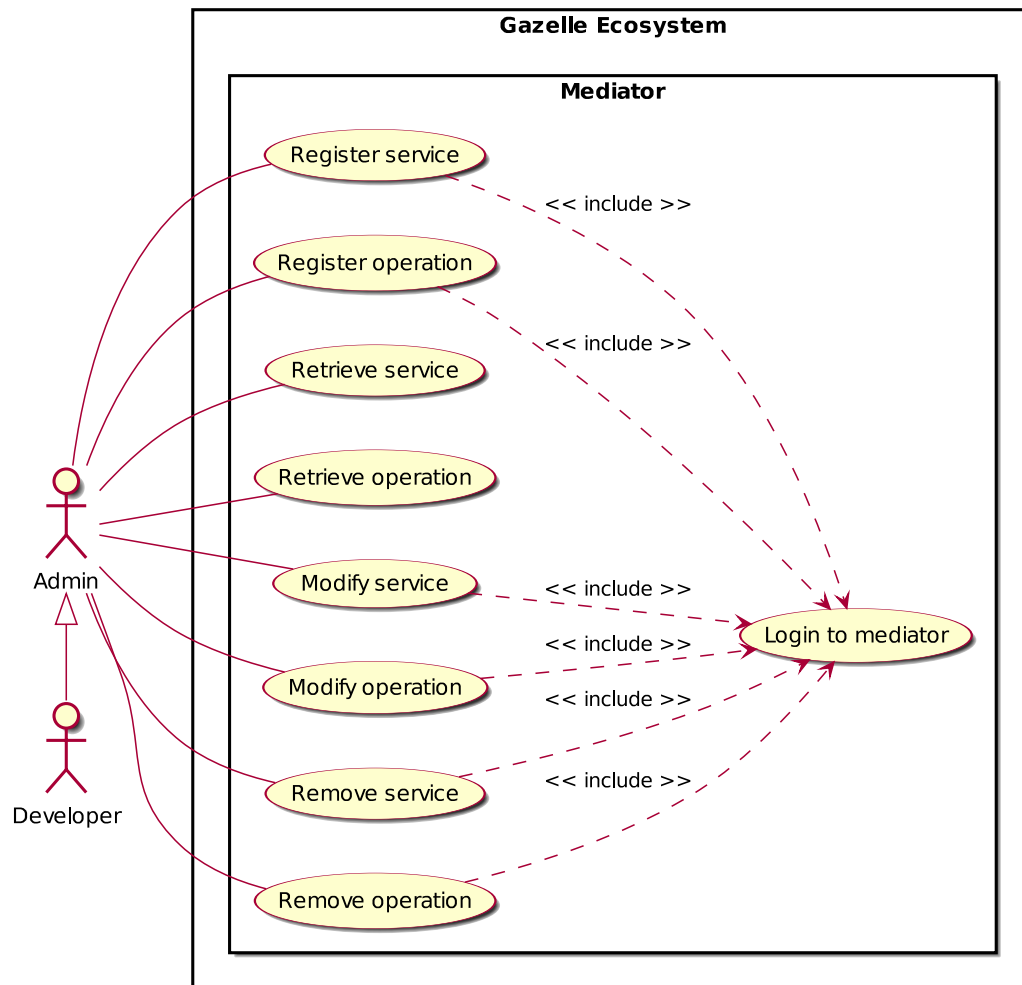 Gazelle Ecosystem
Mediator
Register service
<< include >>
Register operation
<< include >>
Retrieve service
Retrieve operation
Admin
Modify service
<< include >>
Login to mediator
<< include >>
Modify operation
<< include >>
Developer
Remove service
<< include >>
Remove operation